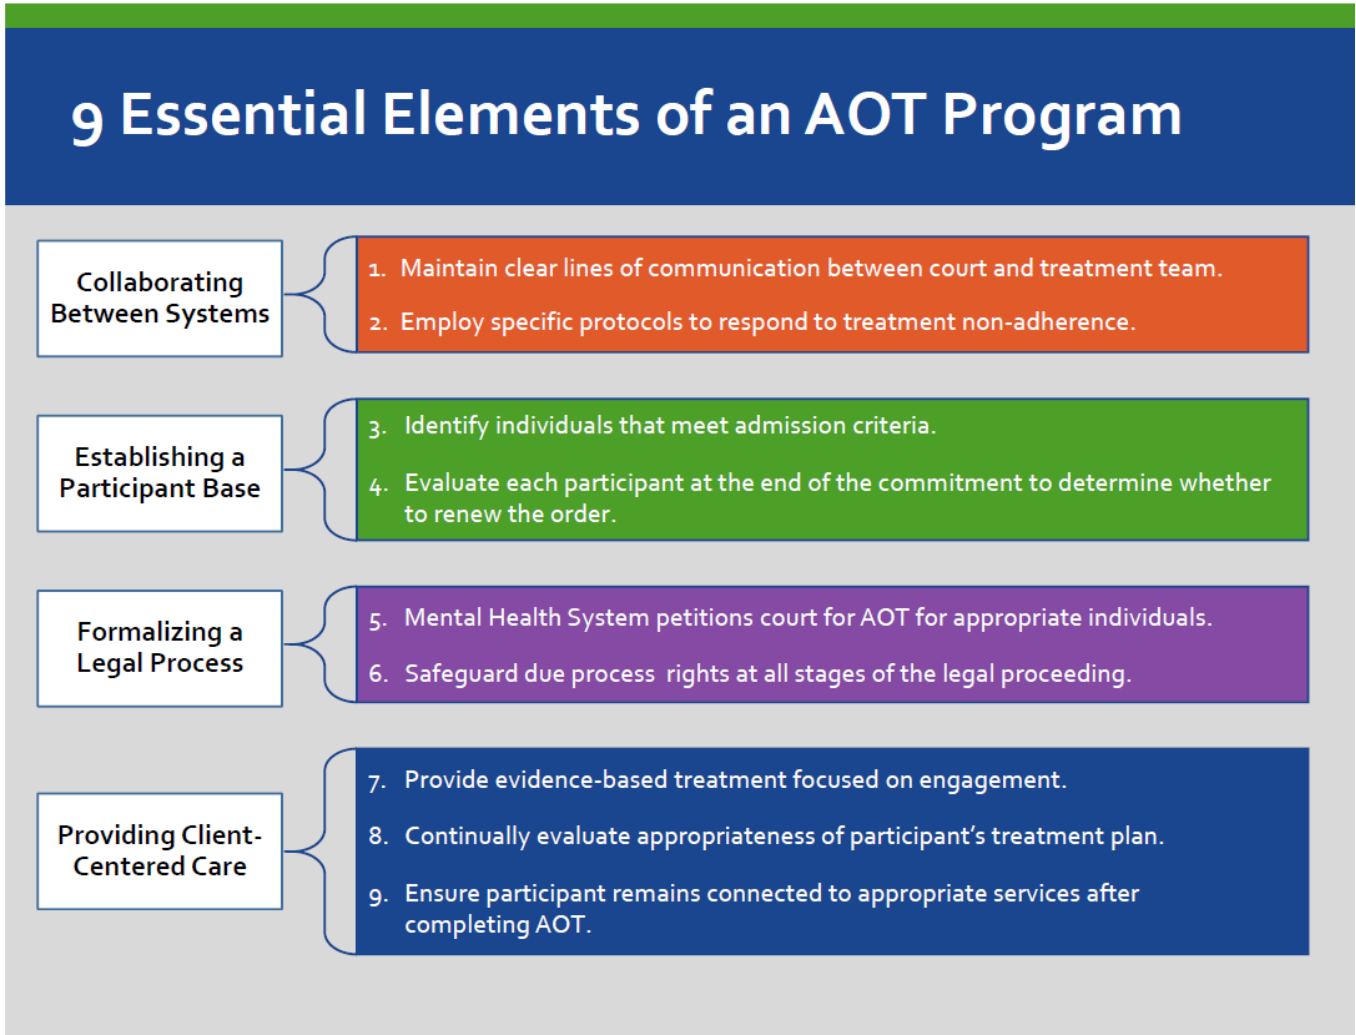 9 Essential Elements of an AOT Program
Collaborating
Between Systems
1. Maintain clear lines of communication between court and treatment team.
2. Employ specific protocols to respond to treatment non-adherence.
Establishing a
Participant Base
3. Identify individuals that meet admission criteria.
4. Evaluate each participant at the end of the commitment to determine whether
to renew the order.
Formalizing a
Legal Process
5. Mental Health System petitions court for AOT for appropriate individuals.
6. Safeguard due process rights at all stages of the legal proceeding.
Providing Client-
Centered Care
7. Provide evidence-based treatment focused on engagement.
8. Continually evaluate appropriateness of participant’s treatment plan.
9. Ensure participant remains connected to appropriate services after
completing AOT.